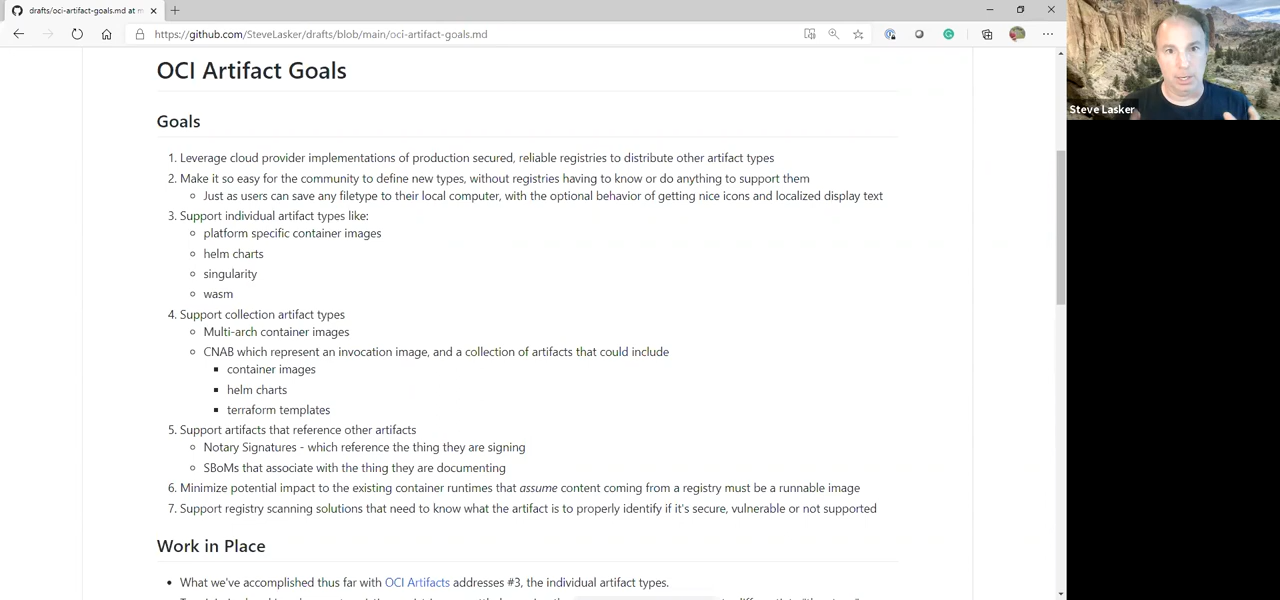 drafts/oci-artifact-goals.md at m
https://github.com/SteveLasker/drafts/blob/main/oci-artifact-goals.md
Steve Lasker
OCI Artifact Goals
Goals
1. Leverage cloud provider implementations of production secured, reliable registries to distribute other artifact types
2. Make it so easy for the community to define new types, without registries having to know or do anything to support them
Just as users can save any filetype to their local computer, with the optional behavior of getting nice icons and localized display text
3. Support individual artifact types like:
platform specific container images
helm charts
singularity
wasm
4. Support collection artifact types
Multi-arch container images
CNAB which represent an invocation image, and a collection of artifacts that could include
container images
helm charts
terraform templates
5. Support artifacts that reference other artifacts
Notary Signatures - which reference the thing they are signing
SBoMs that associate with the thing they are documenting
6. Minimize potential impact to the existing container runtimes that assume content coming from a registry must be a runnable image
7. Support registry scanning solutions that need to know what the artifact is to properly identify if it's secure, vulnerable or not supported
Work in Place
What we've accomplished thus far with OCI Artifacts addresses #3, the individual artifact types.